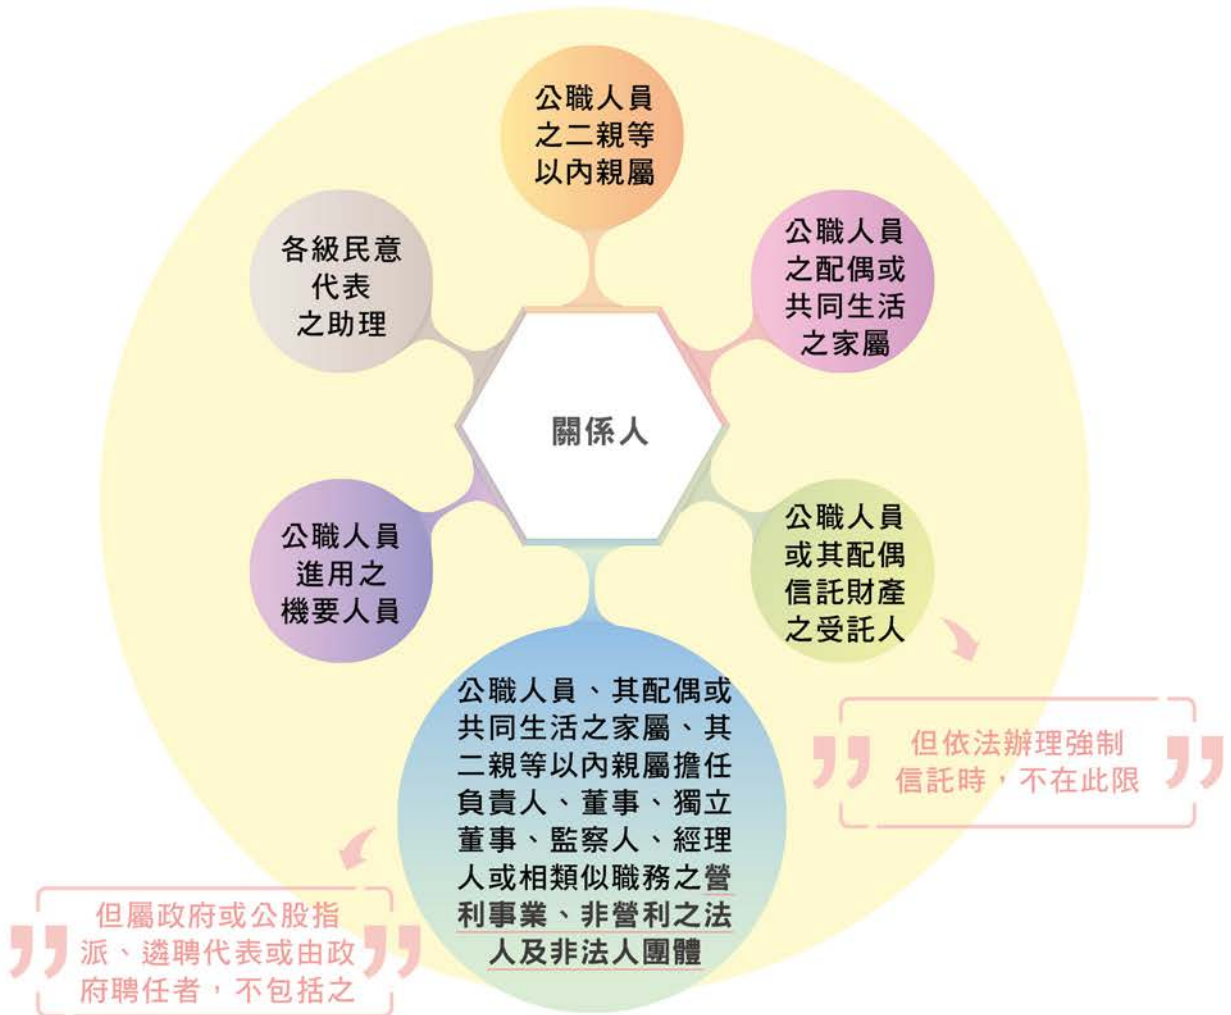 公職人員
之二親等
以內親屬
各級民意
代表
之助理
公職人員
之配偶或
共同生活
之家屬
關係人
公職人員
進用之
機要人員
公職人員
或其配偶
信託財產
之受託人
公職人員、其配偶或
共同生活之家屬、其
二親等以內親屬擔任
負責人、董事、獨立
董事、監察人、經理
人或相類似職務之營
利事業、非營利之法
人及非法人團體
但依法辦理強制
信託時，不在此限
但屬政府或公股指
派、遴聘代表或由政
府聘任者，不包括之